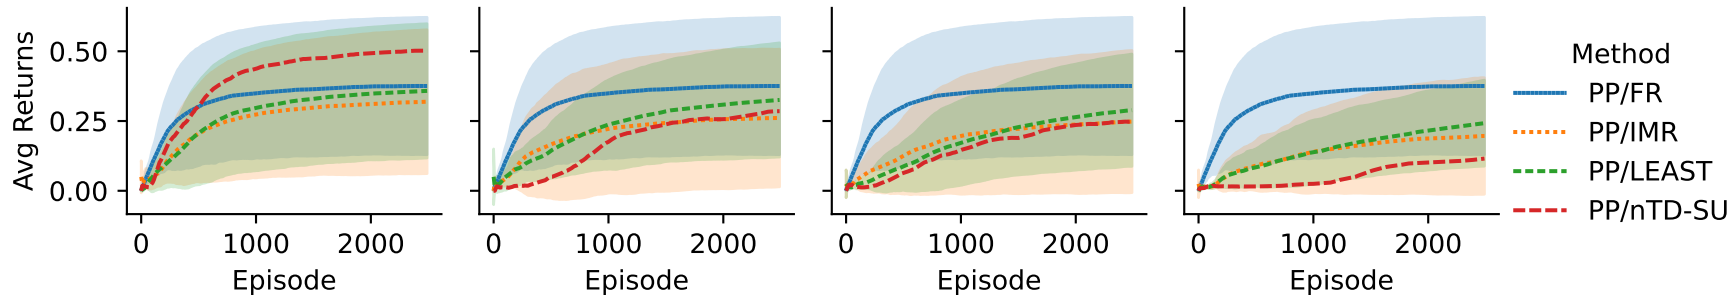 Avg Returns
0.50
0.25
0.00
0 1000 2000
Episode
0 1000 2000
Episode
0 1000 2000
Episode
0 1000 2000
Episode
Method
PP/FR
PP/IMR
PP/LEAST
PP/nTD-SU